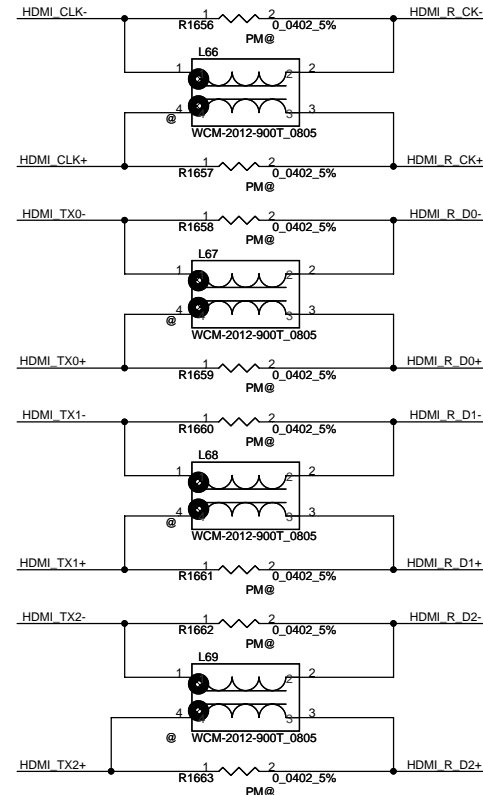 HDMI_CLK- 1 2 HDMI_R_CK-
R1656 0_0402_5%
PM@
L66
1 2 2
4 3 3
@
WCM-2012-900T_0805
HDMI_CLK+ 1 2 HDMI_R_CK+
R1657 0_0402_5%
PM@
HDMI_TX0- 1 2 HDMI_R_D0-
R1658 0_0402_5%
PM@
L67
1 2 2
4 3 3
@
WCM-2012-900T_0805
HDMI_TX0+ 1 2 HDMI_R_D0+
R1659 0_0402_5%
PM@
HDMI_TX1- 1 2 HDMI_R_D1-
R1660 0_0402_5%
PM@
L68
1 2 2
4 3 3
@
WCM-2012-900T_0805
HDMI_TX1+ 1 2 HDMI_R_D1+
R1661 0_0402_5%
PM@
HDMI_TX2- 1 2 HDMI_R_D2-
R1662 0_0402_5%
PM@
L69
1 2 2
4 3 3
@ WCM-2012-900T_0805
HDMI_TX2+ 1 2 HDMI_R_D2+
R1663 0_0402_5%
PM@